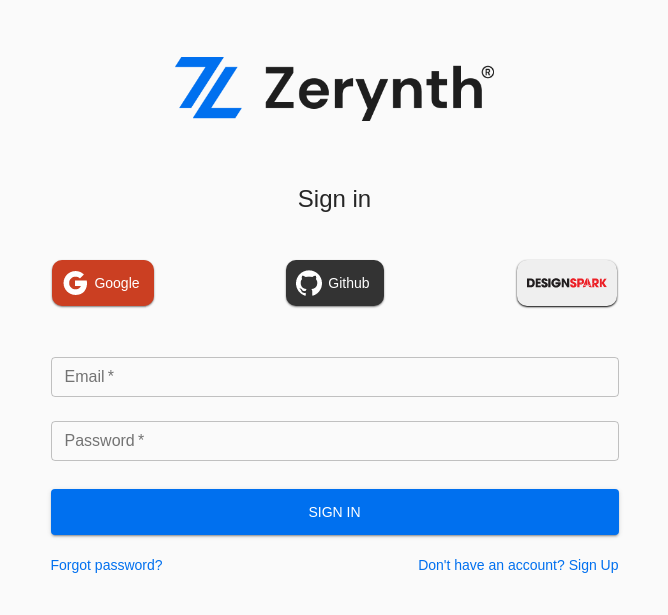 Zerynth®
Sign in
Google
Github
DESIGNSPARK
Email *
Password *
SIGN IN
Forgot password?
Don't have an account? Sign Up